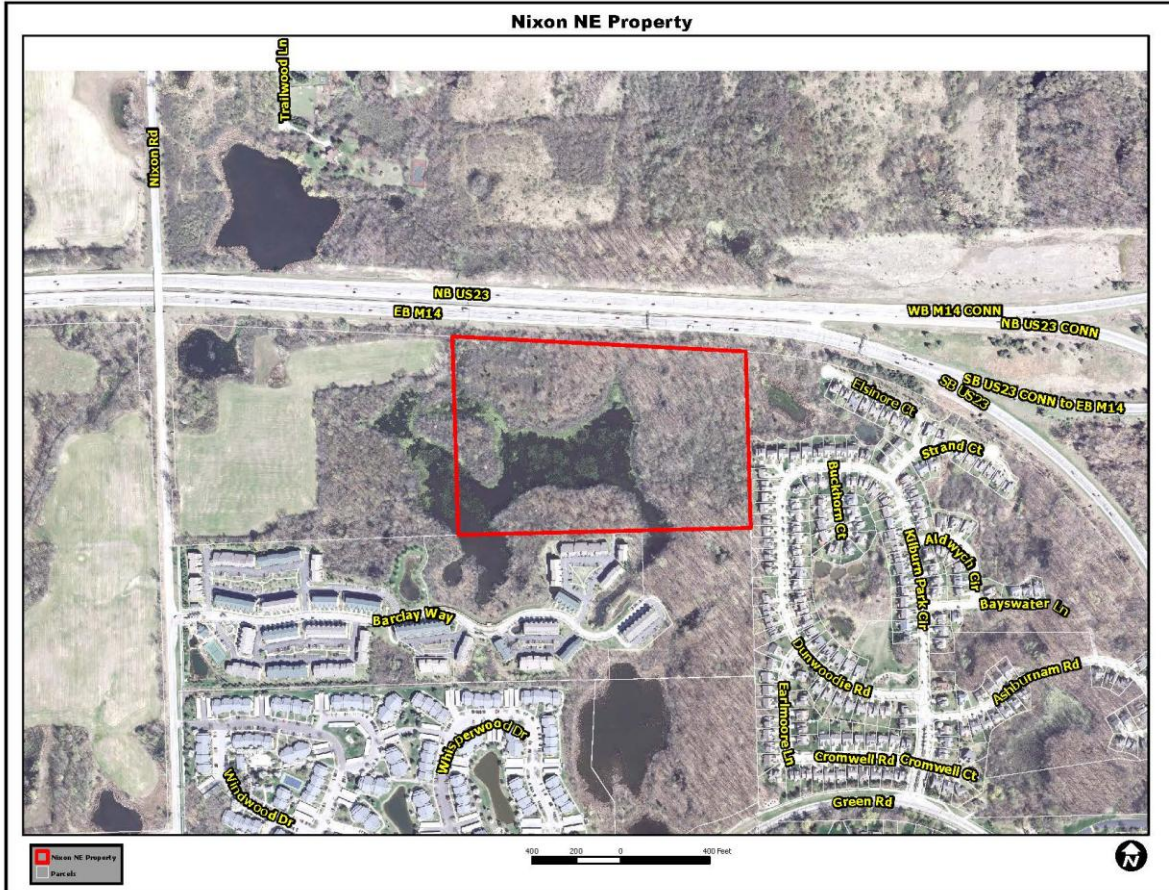 Nixon NE Property
Trailwood Ln
Nixon Rd
NB US23
EB M14
WB M14 CONN
NB US23 CONN
SB US23 CONN to EB M14
SB US23
Elsinore Ct
Strand Ct
Buckhorn Ct
Aldwych Cir
Kilburn Park Cir
Bayswater Ln
Barclay Way
Dunwoodie Rd
Ashburnam Rd
Earlmoore Ln
Whisperwood Dr
Cromwell Rd
Cromwell Ct
Windwood Dr
Green Rd
Nixon NE Property
Parcels
400 200 0 400 Feet
N